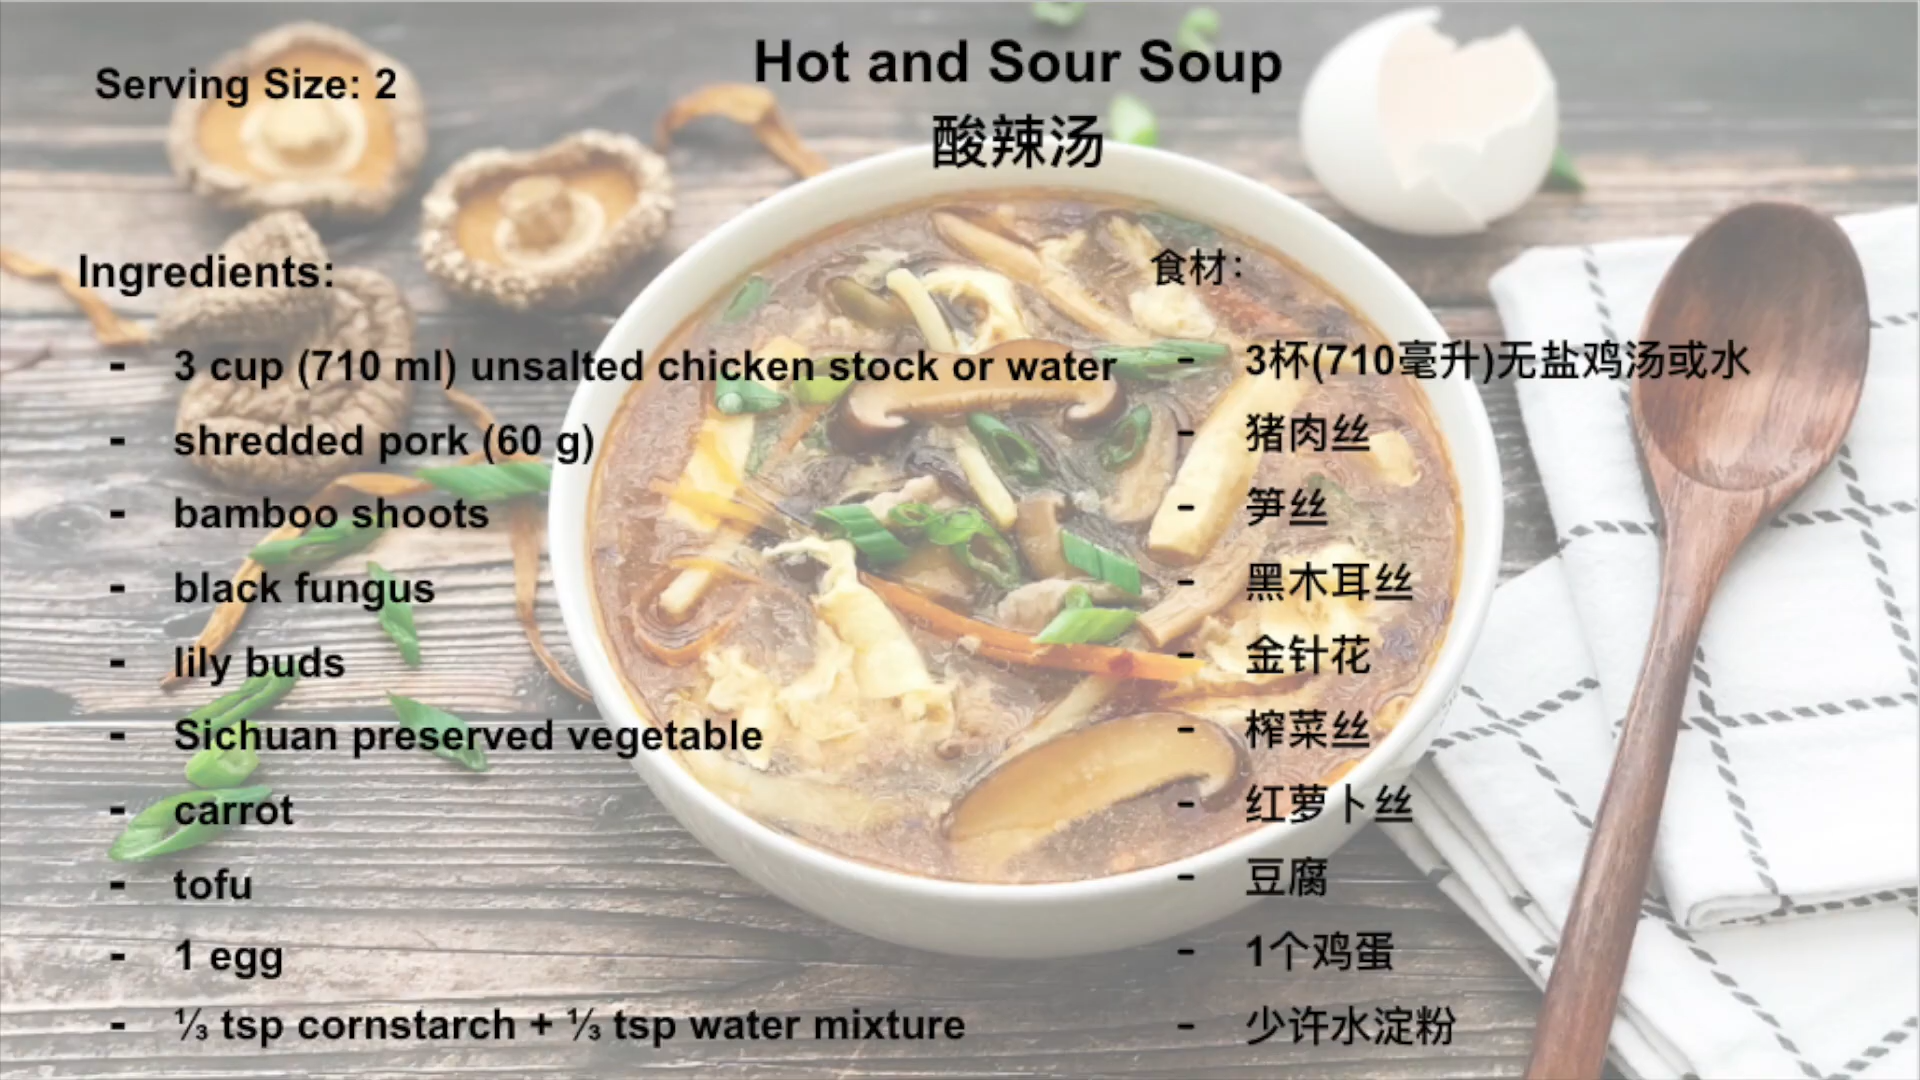 Serving Size: 2
Hot and Sour Soup
酸辣汤
Ingredients:
- 3 cup (710 ml) unsalted chicken stock or water
- shredded pork (60 g)
- bamboo shoots
- black fungus
- lily buds
- Sichuan preserved vegetable
- carrot
- tofu
- 1 egg
- ⅓ tsp cornstarch + ⅓ tsp water mixture
食材：
- 3杯(710毫升)无盐鸡汤或水
- 猪肉丝
- 笋丝
- 黑木耳丝
- 金针花
- 榨菜丝
- 红萝卜丝
- 豆腐
- 1个鸡蛋
- 少许水淀粉